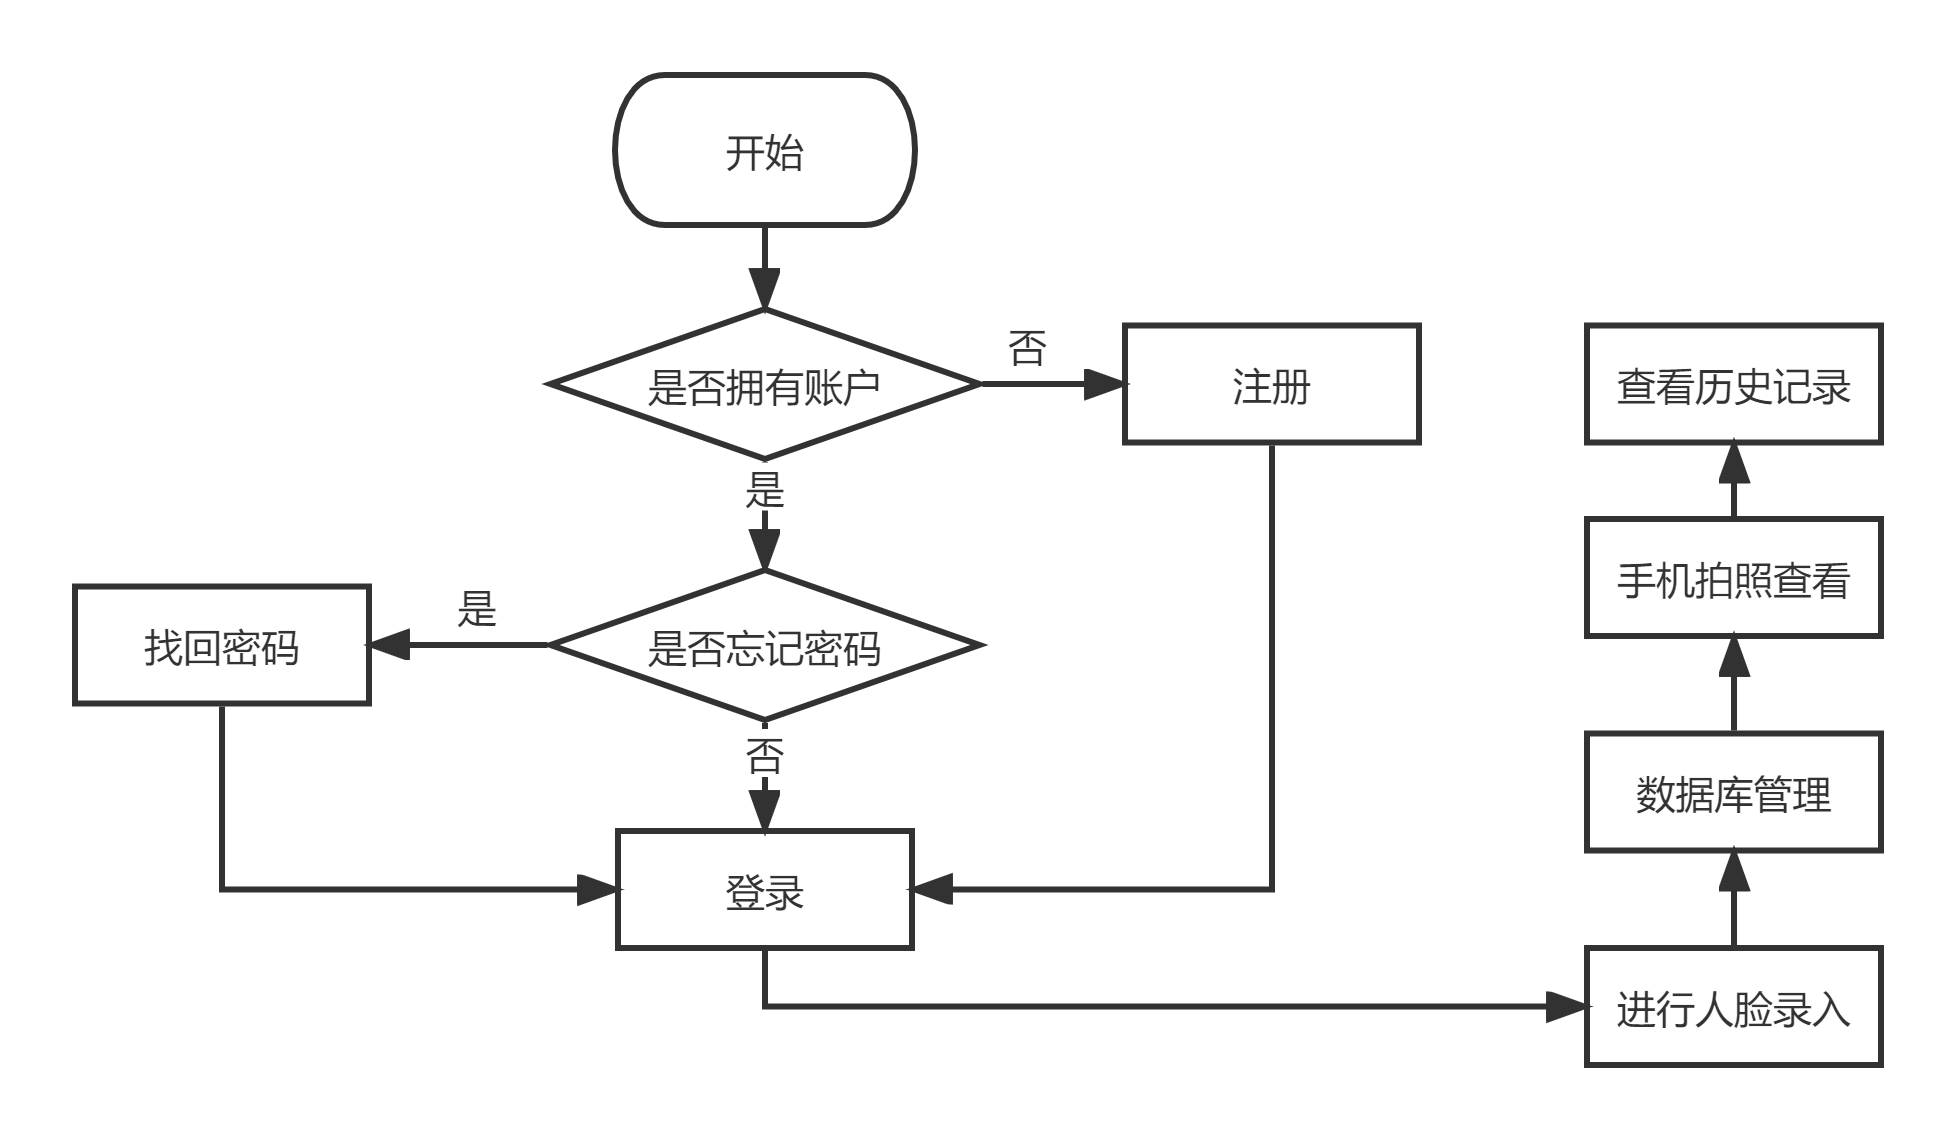 开始
是否拥有账户
否
注册
查看历史记录
是
手机拍照查看
是
找回密码
是否忘记密码
否
数据库管理
登录
进行人脸录入